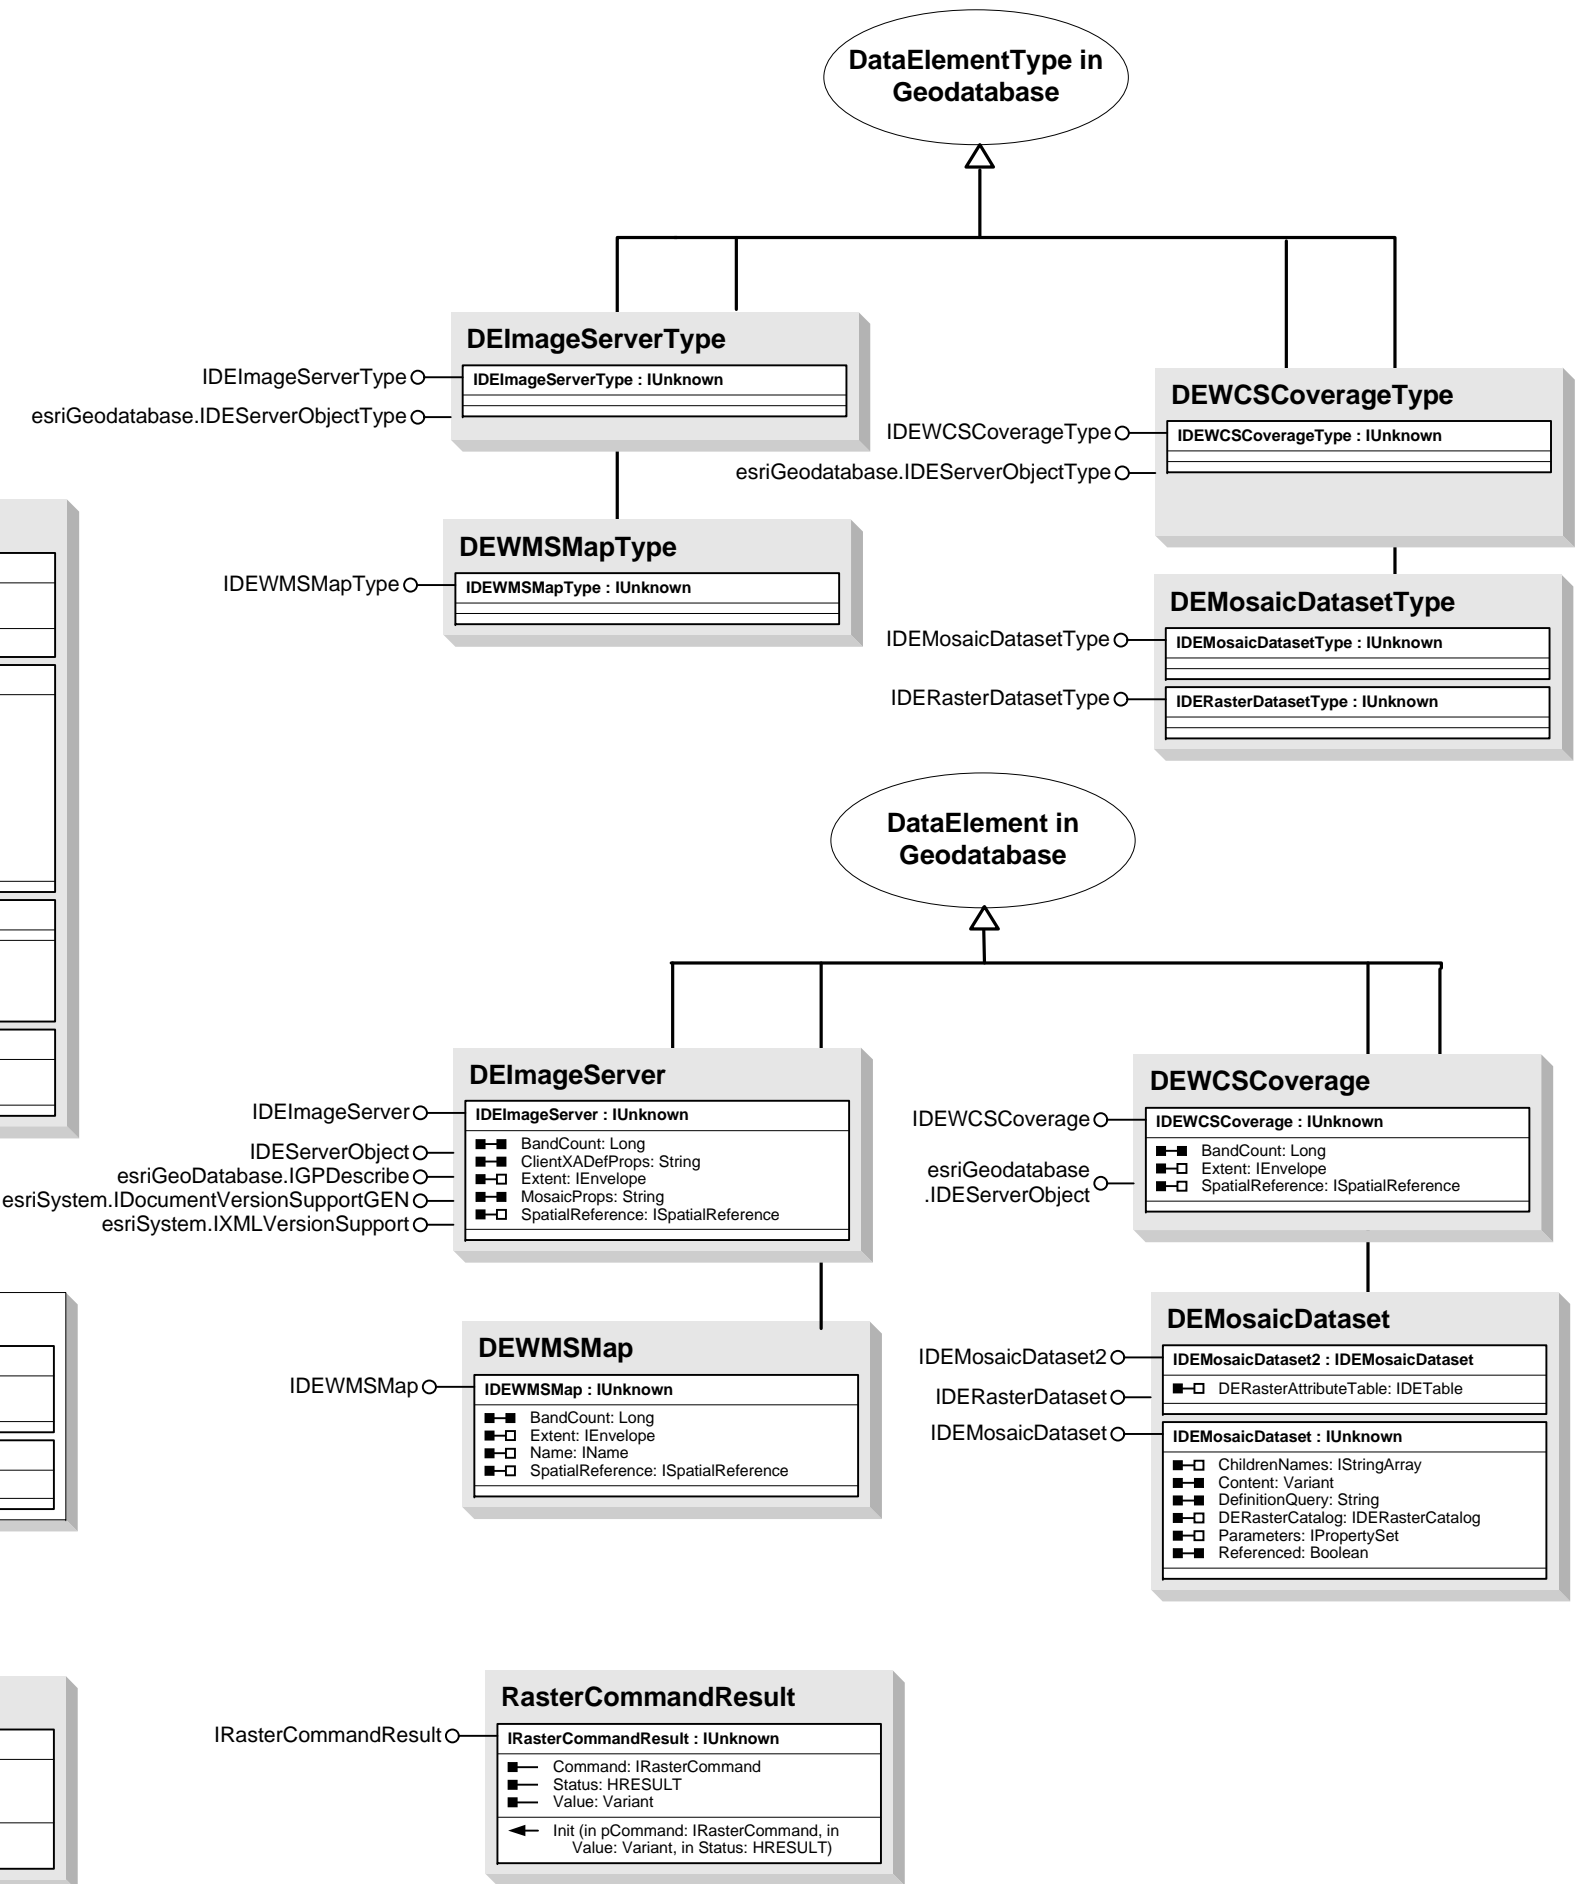 DataElementType in
Geodatabase
DEImageServerType
IDEImageServerType
IDEImageServerType : IUnknown
esriGeodatabase.IDEServerObjectType
DEWCSCoverageType
IDEWCSCoverageType
IDEWCSCoverageType : IUnknown
esriGeodatabase.IDEServerObjectType
DEWMSMapType
IDEWMSMapType
IDEWMSMapType : IUnknown
DEMosaicDatasetType
IDEMosaicDatasetType
IDEMosaicDatasetType : IUnknown
IDERasterDatasetType
IDERasterDatasetType : IUnknown
DataElement in
Geodatabase
DEImageServer
IDEImageServer
IDEServerObject
esriGeoDatabase.IGPDescribe
esriSystem.IDocumentVersionSupportGEN
esriSystem.IXMLVersionSupport
IDEImageServer : IUnknown
BandCount: Long
ClientXADefProps: String
Extent: IEnvelope
MosaicProps: String
SpatialReference: ISpatialReference
DEWCSCoverage
IDEWCSCoverage
esriGeodatabase
.IDEServerObject
IDEWCSCoverage : IUnknown
BandCount: Long
Extent: IEnvelope
SpatialReference: ISpatialReference
DEWMSMap
IDEWMSMap
IDEWMSMap : IUnknown
BandCount: Long
Extent: IEnvelope
Name: IName
SpatialReference: ISpatialReference
DEMosaicDataset
IDEMosaicDataset2
IDERasterDataset
IDEMosaicDataset
IDEMosaicDataset2 : IDEMosaicDataset
DERasterAttributeTable: IDETable
IDEMosaicDataset : IUnknown
ChildrenNames: IStringArray
Content: Variant
DefinitionQuery: String
DERasterCatalog: IDERasterCatalog
Parameters: IPropertySet
Referenced: Boolean
RasterCommandResult
IRasterCommandResult
IRasterCommandResult : IUnknown
Command: IRasterCommand
Status: HRESULT
Value: Variant
Init (in pCommand: IRasterCommand, in
Value: Variant, in Status: HRESULT)